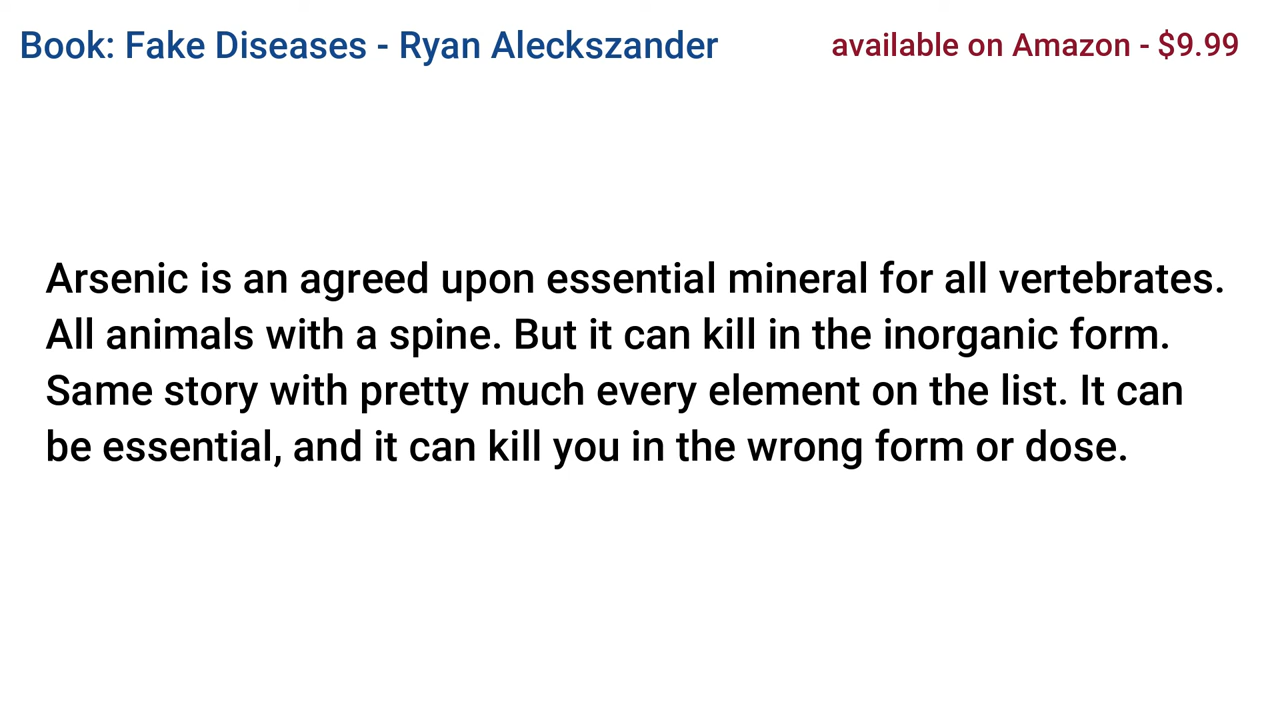 Book: Fake Diseases - Ryan Aleckszander
available on Amazon - $9.99
Arsenic is an agreed upon essential mineral for all vertebrates.
All animals with a spine. But it can kill in the inorganic form.
Same story with pretty much every element on the list. It can
be essential, and it can kill you in the wrong form or dose.